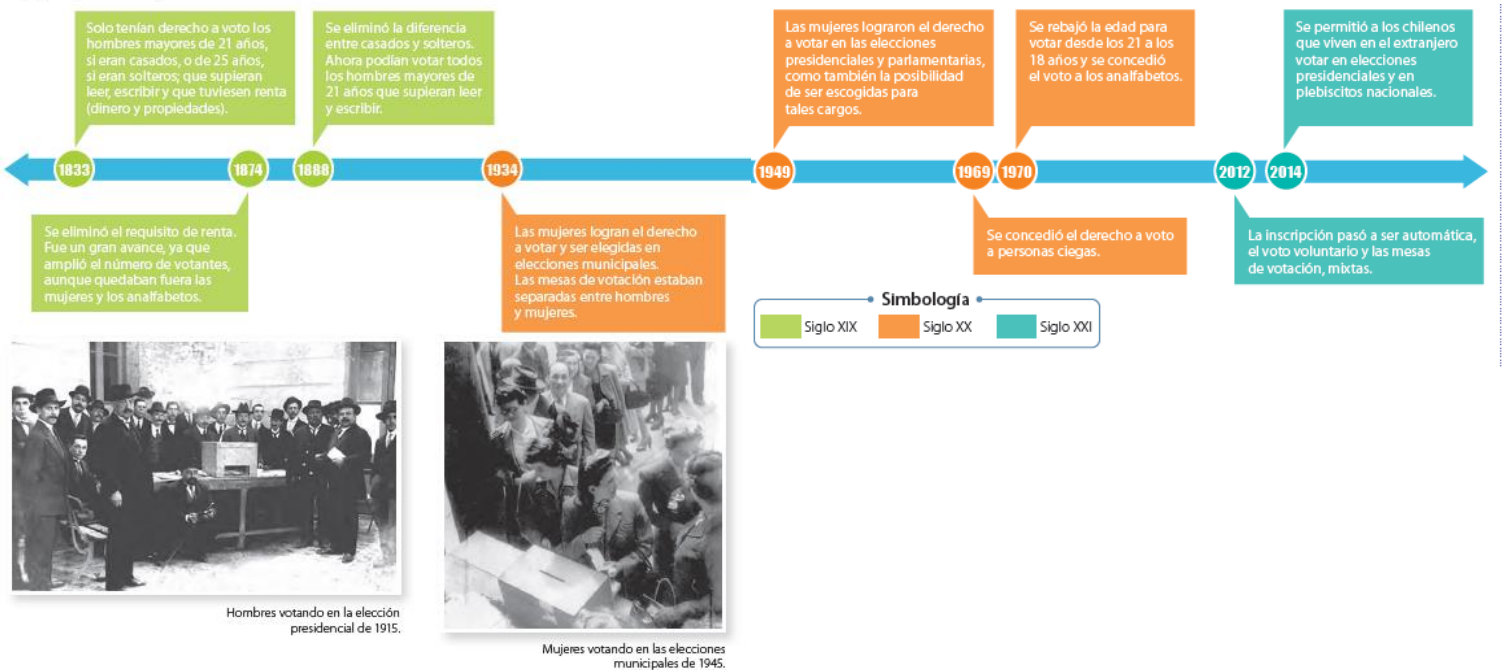 Solo tenían derecho a voto los
hombres mayores de 21 años,
si eran casados, o de 25 años,
si eran solteros; que supieran
leer, escribir y que tuviesen renta
(dinero y propiedades).
Se eliminó la diferencia
entre casados y solteros.
Ahora podían votar todos
los hombres mayores de
21 años que supieran leer
y escribir.
Las mujeres lograron el derecho
a votar en las elecciones
presidenciales y parlamentarias,
como también la posibilidad
de ser escogidas para
tales cargos.
Se rebajó la edad para
votar desde los 21 a los
18 años y se concedió
el voto a los analfabetos.
Se permitió a los chilenos
que viven en el extranjero
votar en elecciones
presidenciales y en
plebiscitos nacionales.
1833
1874
1888
1934
1949
1969
1970
2012
2014
Se eliminó el requisito de renta.
Fue un gran avance, ya que
amplió el número de votantes,
aunque quedaban fuera las
mujeres y los analfabetos.
Las mujeres logran el derecho
a votar y ser elegidas en
elecciones municipales.
Las mesas de votación estaban
separadas entre hombres
y mujeres.
Se concedió el derecho a voto
a personas ciegas.
La inscripción pasó a ser automática,
el voto voluntario y las mesas
de votación, mixtas.
Simbología
Siglo XIX
Siglo XX
Siglo XXI
Hombres votando en la elección
presidencial de 1915.
Mujeres votando en las elecciones
municipales de 1945.